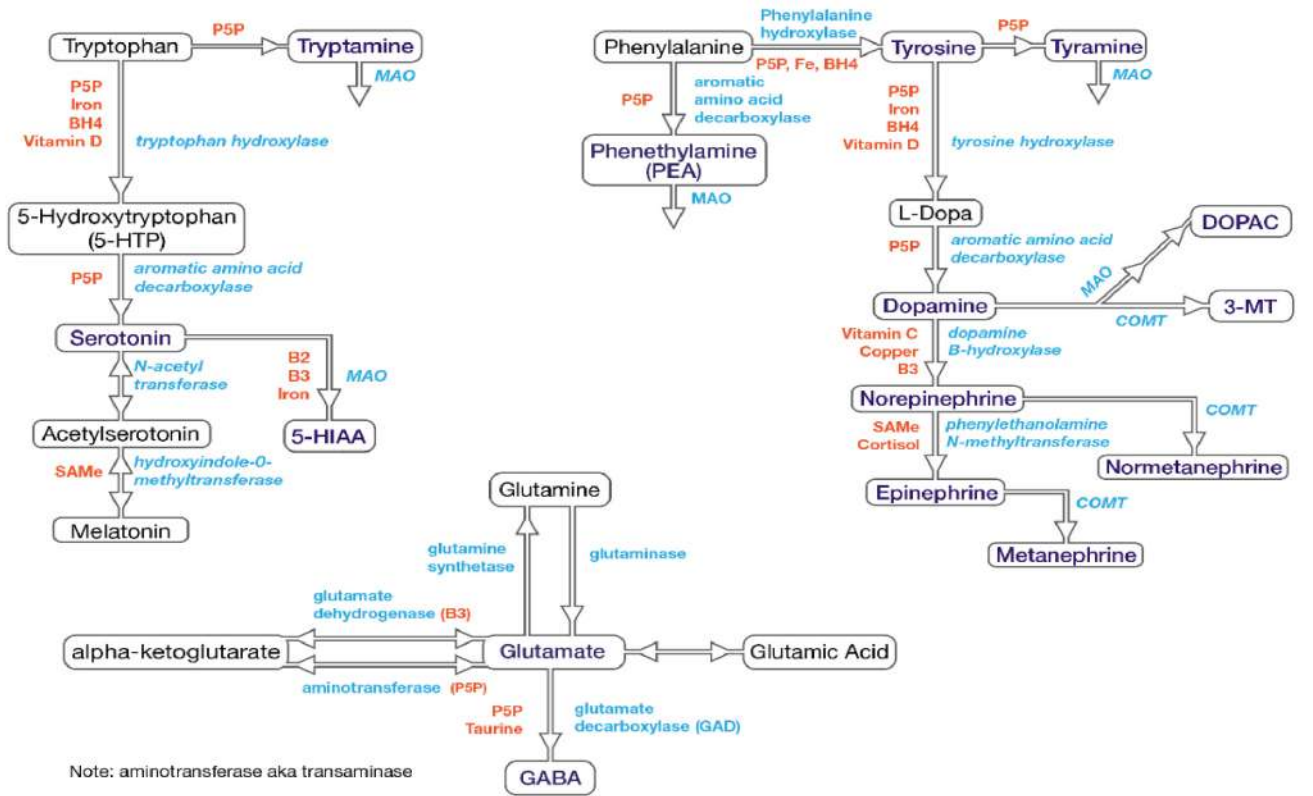 P5P
Tryptophan
Tryptamine
MAO
P5P
Iron
BH4
Vitamin D
tryptophan hydroxylase
5-Hydroxytryptophan
(5-HTP)
P5P
aromatic amino acid
decarboxylase
Serotonin
N-acetyl
transferase
B2
B3
Iron
MAO
Acetylserotonin
5-HIAA
SAMe
hydroxyindole-O-
methyltransferase
Melatonin
Phenylalanine
hydroxylase
Phenylalanine
P5P, Fe, BH4
Tyrosine
P5P
Tyramine
MAO
P5P
aromatic
amino acid
decarboxylase
Phenethylamine
(PEA)
MAO
P5P
Iron
BH4
Vitamin D
tyrosine hydroxylase
L-Dopa
P5P
aromatic amino acid
decarboxylase
DOPAC
MAO
Dopamine
COMT
3-MT
Vitamin C
Copper
B3
dopamine
B-hydroxylase
Norepinephrine
COMT
SAMe
Cortisol
phenylethanolamine
N-methyltransferase
Normetanephrine
Epinephrine
COMT
Metanephrine
Glutamine
glutamine
synthetase
glutaminase
glutamate
dehydrogenase (B3)
alpha-ketoglutarate
Glutamate
Glutamic Acid
aminotransferase (P5P)
P5P
Taurine
glutamate
decarboxylase (GAD)
GABA
Note: aminotransferase aka transaminase